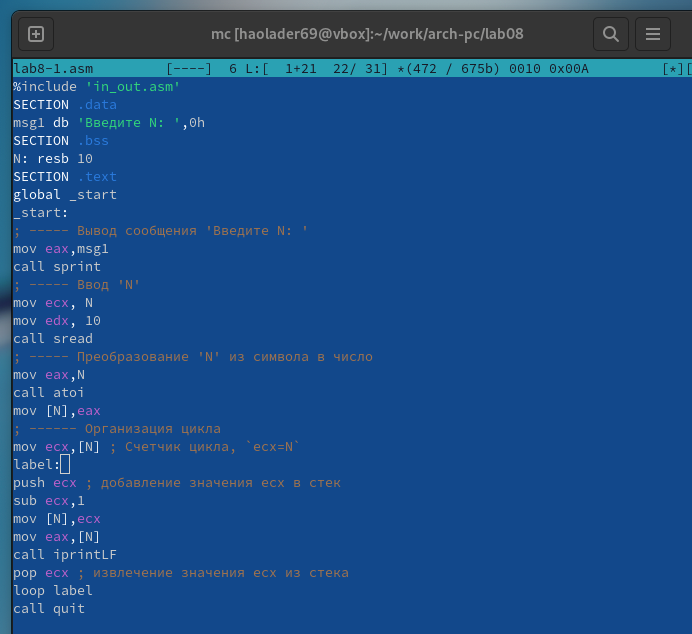 mc [haolader69@vbox]:~/work/arch-pc/lab08
lab8-1.asm [----] 6 L:[ 1+21 22/ 31] *(472 / 675b) 0010 0x00A [*][
%include 'in_out.asm'
SECTION .data
msg1 db 'Введите N: ',0h
SECTION .bss
N: resb 10
SECTION .text
global _start
_start:
; ----- Вывод сообщения 'Введите N: '
mov eax,msg1
call sprint
; ----- Ввод 'N'
mov ecx, N
mov edx, 10
call sread
; ----- Преобразование 'N' из символа в число
mov eax,N
call atoi
mov [N],eax
; ------ Организация цикла
mov ecx,[N] ; Счетчик цикла, `ecx=N`
label:
push ecx ; добавление значения ecx в стек
sub ecx,1
mov [N],ecx
mov eax,[N]
call iprintLF
pop ecx ; извлечение значения ecx из стека
loop label
call quit